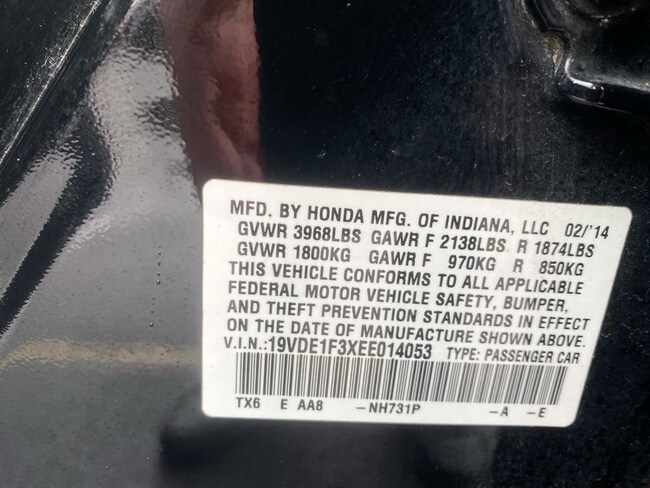 MFD. BY HONDA MFG. OF INDIANA, LLC 02/'14
GVWR 3968LBS GAWR F 2138LBS R 1874LBS
GVWR 1800KG GAWR F 970KG R 850KG
THIS VEHICLE CONFORMS TO ALL APPLICABLE
FEDERAL MOTOR VEHICLE SAFETY, BUMPER,
AND THEFT PREVENTION STANDARDS IN EFFECT
ON THE DATE OF MANUFACTURE SHOWN ABOVE.
V.I.N.:19VDE1F3XEE014053 TYPE: PASSENGER CAR
TX6 E AA8 -NH731P -A -E